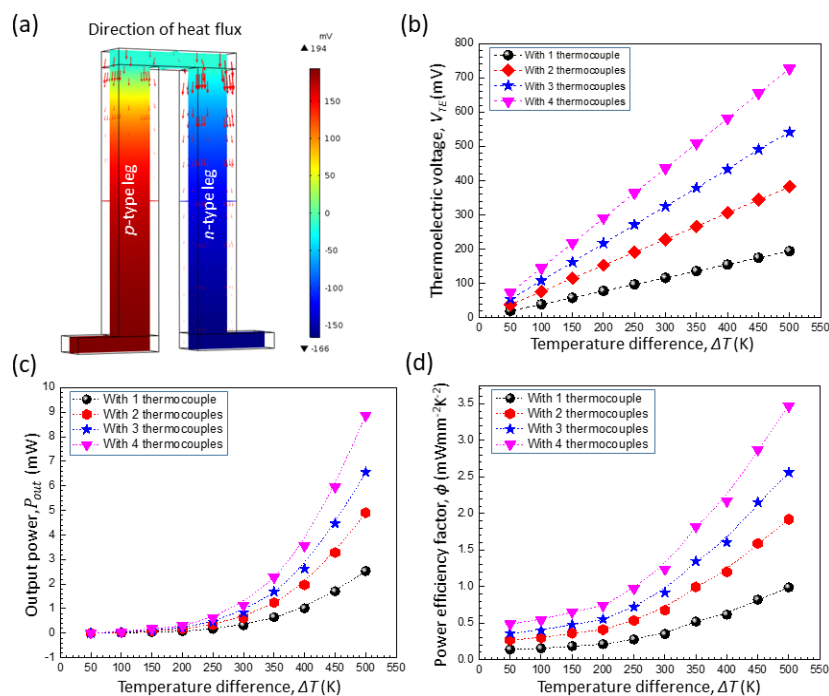 (a)
Direction of heat flux
mV
▲ 194
150
100
50
0
-50
-100
-150
▼ -166
p-type leg
n-type leg
(b)
Thermoelectric voltage, V_TE (mV)
800
700
600
500
400
300
200
100
0
With 1 thermocouple
With 2 thermocouples
With 3 thermocouples
With 4 thermocouples
0 50 100 150 200 250 300 350 400 450 500 550
Temperature difference, ΔT (K)
(c)
Output power, P_out (mW)
10
9
8
7
6
5
4
3
2
1
0
With 1 thermocouple
With 2 thermocouples
With 3 thermocouples
With 4 thermocouples
0 50 100 150 200 250 300 350 400 450 500 550
Temperature difference, ΔT (K)
(d)
Power efficiency factor, ϕ (mWmm⁻²K⁻²)
3.5
3.0
2.5
2.0
1.5
1.0
0.5
0.0
With 1 thermocouple
With 2 thermocouples
With 3 thermocouples
With 4 thermocouples
0 50 100 150 200 250 300 350 400 450 500 550
Temperature difference, ΔT (K)